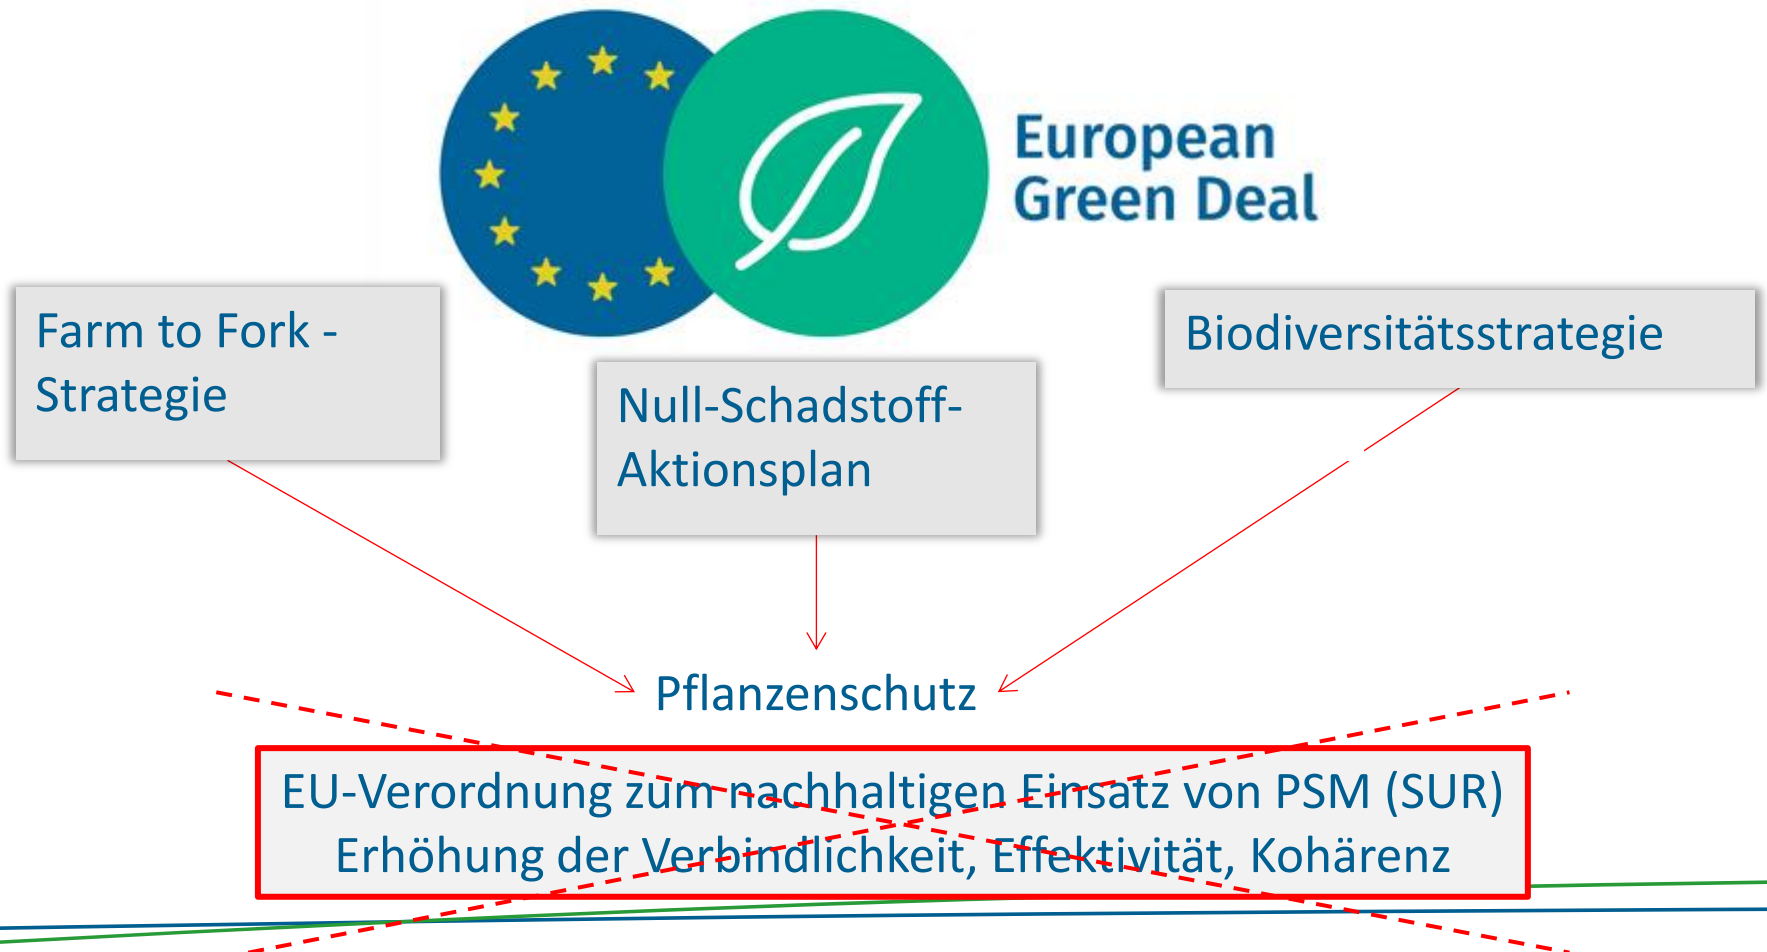 European
Green Deal
Farm to Fork -
Strategie
Null-Schadstoff-
Aktionsplan
Biodiversitätsstrategie
Pflanzenschutz
EU-Verordnung zum nachhaltigen Einsatz von PSM (SUR)
Erhöhung der Verbindlichkeit, Effektivität, Kohärenz